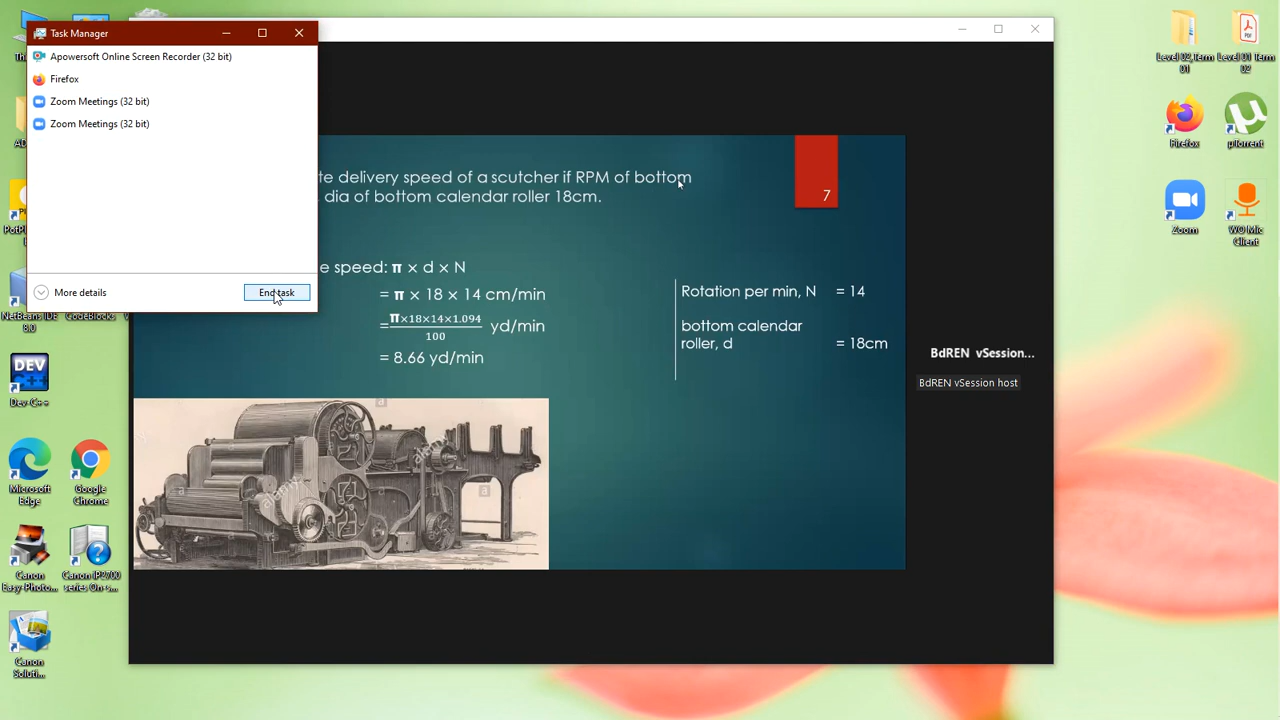 Task Manager
Apowersoft Online Screen Recorder (32 bit)
Firefox
Zoom Meetings (32 bit)
Zoom Meetings (32 bit)
More details
End task
te delivery speed of a scutcher if RPM of bottom
dia of bottom calendar roller 18cm.
7
e speed: π × d × N
= π × 18 × 14 cm/min
= π×18×14×1.094 / 100 yd/min
= 8.66 yd/min
Rotation per min, N = 14
bottom calendar
roller, d = 18cm
BdREN vSession...
BdREN vSession host
Level 02,Term
01
Level 01 Term
02
Firefox
µTorrent
Zoom
WO Mic
Client
NetBeans IDE
8.0
CodeBlocks
Dev-C++
Microsoft
Edge
Google
Chrome
Canon
Easy-Photo...
Canon iP2700
series On-s...
Canon
Soluti...
DEV
PDF
alamy
alamy
a
a
a